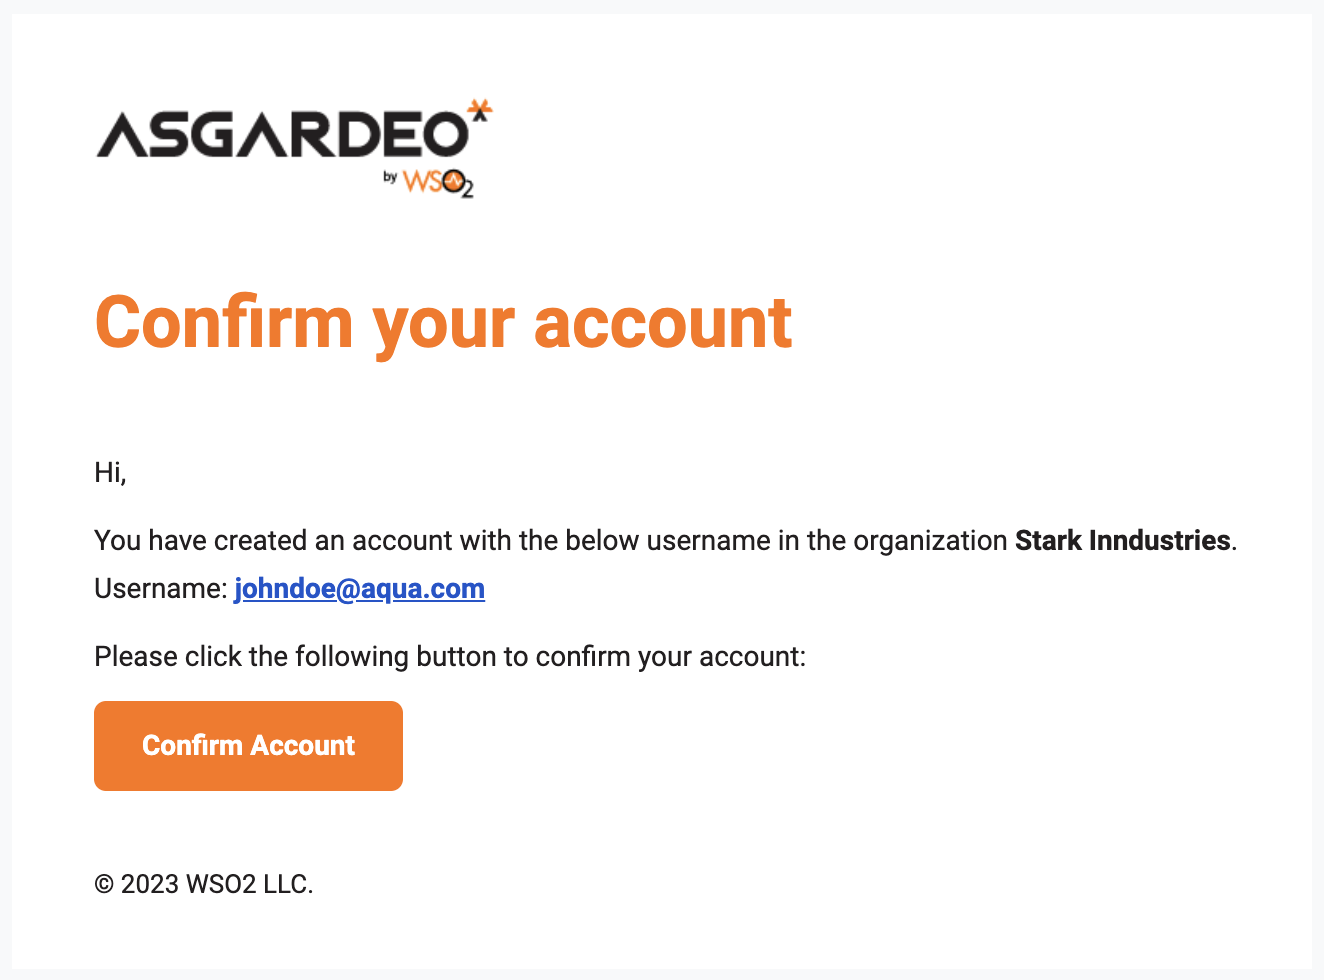 ASGARDEO
by WSO2
Confirm your account
Hi,
You have created an account with the below username in the organization Stark Inndustries.
Username: johndoe@aqua.com
Please click the following button to confirm your account:
Confirm Account
© 2023 WSO2 LLC.